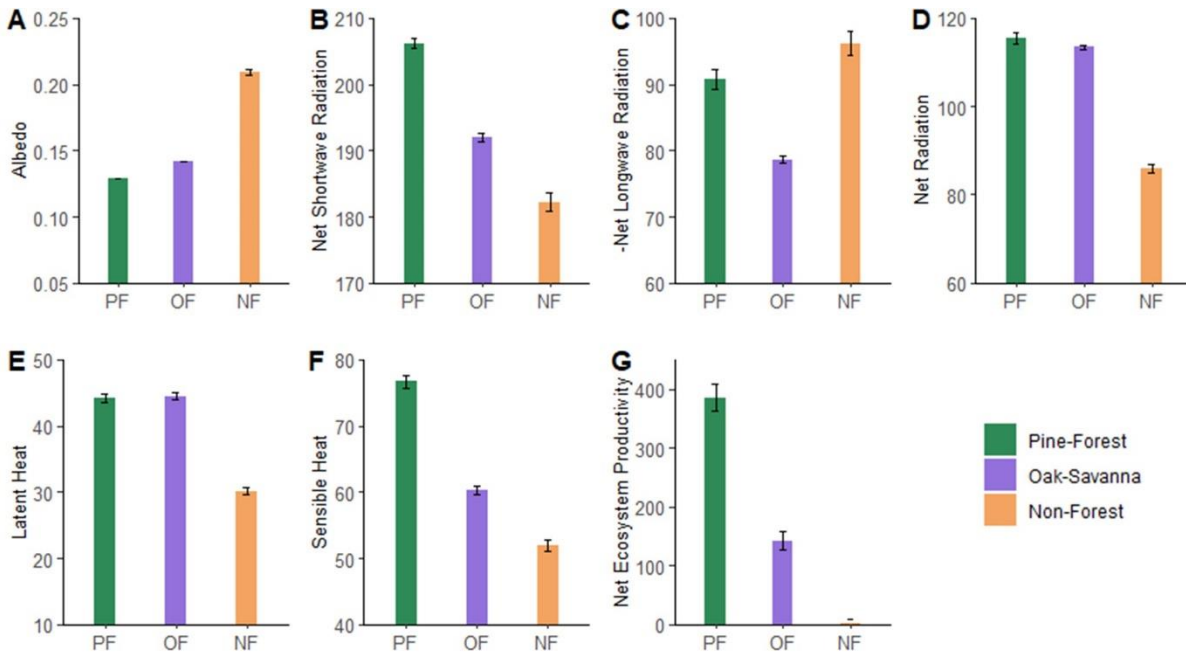 A
Albedo
0.25
0.20
0.15
0.10
0.05
PF OF NF
B
Net Shortwave Radiation
210
200
190
180
170
PF OF NF
C
-Net Longwave Radiation
100
90
80
70
60
PF OF NF
D
Net Radiation
120
100
80
60
PF OF NF
E
Latent Heat
50
40
30
20
10
PF OF NF
F
Sensible Heat
80
70
60
50
40
PF OF NF
G
Net Ecosystem Productivity
400
300
200
100
0
PF OF NF
Pine-Forest
Oak-Savanna
Non-Forest